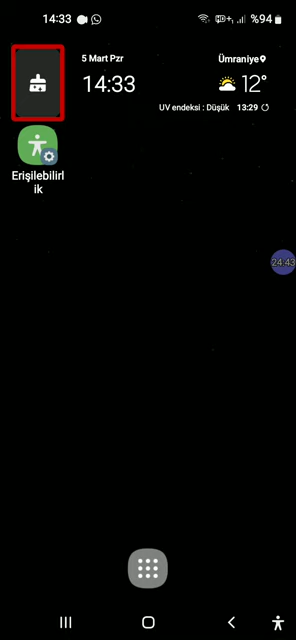 14:33
%94
5 Mart Pzr
Ümraniye
14:33
12°
UV endeksi : Düşük
13:29
Erişilebilirl
ik
24:43